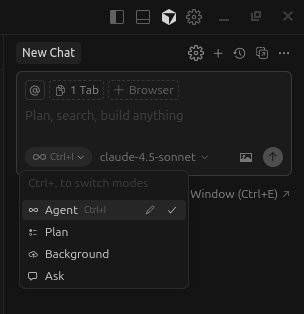 New Chat
@ 1 Tab + Browser
Plan, search, build anything
∞ Ctrl+I claude-4.5-sonnet
Ctrl+. to switch modes
Window (Ctrl+E) ↗
Agent Ctrl+I
Plan
Background
Ask